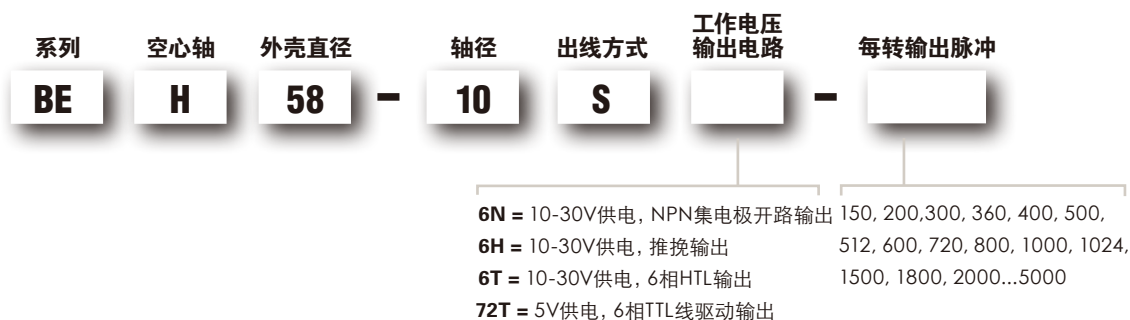 系列 空心轴 外壳直径 轴径 出线方式 工作电压 输出电路 每转输出脉冲
BE H 58 - 10 S -
6N = 10-30V供电, NPN集电极开路输出
6H = 10-30V供电, 推挽输出
6T = 10-30V供电, 6相HTL输出
72T = 5V供电, 6相TTL线驱动输出
150, 200,300, 360, 400, 500,
512, 600, 720, 800, 1000, 1024,
1500, 1800, 2000...5000